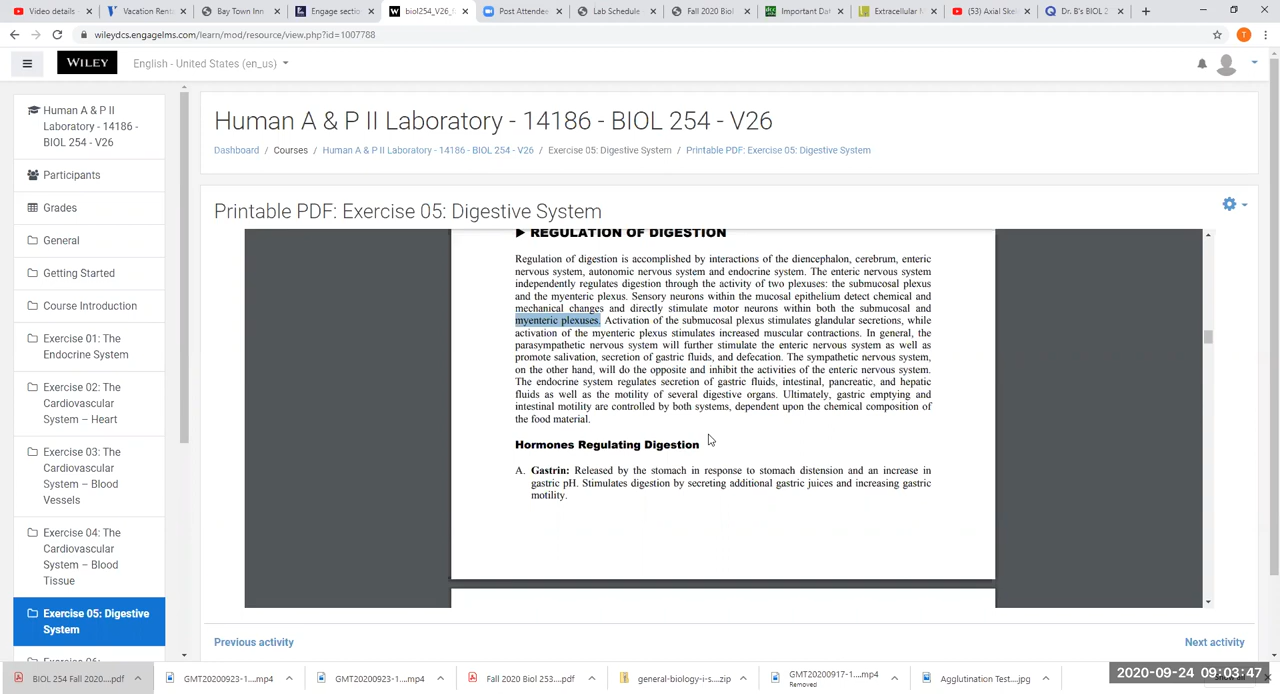 Video details -
Vacation Renta
Bay Town Inn
Engage sectio
biol254_V26_
Post Attendee
Lab Schedule
Fall 2020 Biol
Important Da
Extracellular M
(53) Axial Skel
Dr. B's BIOL 2
wileydcs.engagelms.com/learn/mod/resource/view.php?id=1007788
T
WILEY
English - United States (en_us)
Human A & P II
Laboratory - 14186 -
BIOL 254 - V26
Participants
Grades
General
Getting Started
Course Introduction
Exercise 01: The
Endocrine System
Exercise 02: The
Cardiovascular
System – Heart
Exercise 03: The
Cardiovascular
System – Blood
Vessels
Exercise 04: The
Cardiovascular
System – Blood
Tissue
Exercise 05: Digestive
System
Human A & P II Laboratory - 14186 - BIOL 254 - V26
Dashboard / Courses / Human A & P II Laboratory - 14186 - BIOL 254 - V26 / Exercise 05: Digestive System / Printable PDF: Exercise 05: Digestive System
Printable PDF: Exercise 05: Digestive System
► REGULATION OF DIGESTION
Regulation of digestion is accomplished by interactions of the diencephalon, cerebrum, enteric
nervous system, autonomic nervous system and endocrine system. The enteric nervous system
independently regulates digestion through the activity of two plexuses: the submucosal plexus
and the myenteric plexus. Sensory neurons within the mucosal epithelium detect chemical and
mechanical changes and directly stimulate motor neurons within both the submucosal and
myenteric plexuses. Activation of the submucosal plexus stimulates glandular secretions, while
activation of the myenteric plexus stimulates increased muscular contractions. In general, the
parasympathetic nervous system will further stimulate the enteric nervous system as well as
promote salivation, secretion of gastric fluids, and defecation. The sympathetic nervous system,
on the other hand, will do the opposite and inhibit the activities of the enteric nervous system.
The endocrine system regulates secretion of gastric fluids, intestinal, pancreatic, and hepatic
fluids as well as the motility of several digestive organs. Ultimately, gastric emptying and
intestinal motility are controlled by both systems, dependent upon the chemical composition of
the food material.
Hormones Regulating Digestion
A. Gastrin: Released by the stomach in response to stomach distension and an increase in
gastric pH. Stimulates digestion by secreting additional gastric juices and increasing gastric
motility.
Previous activity
Next activity
BIOL 254 Fall 2020....pdf
GMT20200923-1....mp4
GMT20200923-1....mp4
Fall 2020 Biol 254.pdf
general-biology-i-s....zip
GMT20200917-1....mp4
Removed
Agglutination Test....jpg
2020-09-24 09:03:47